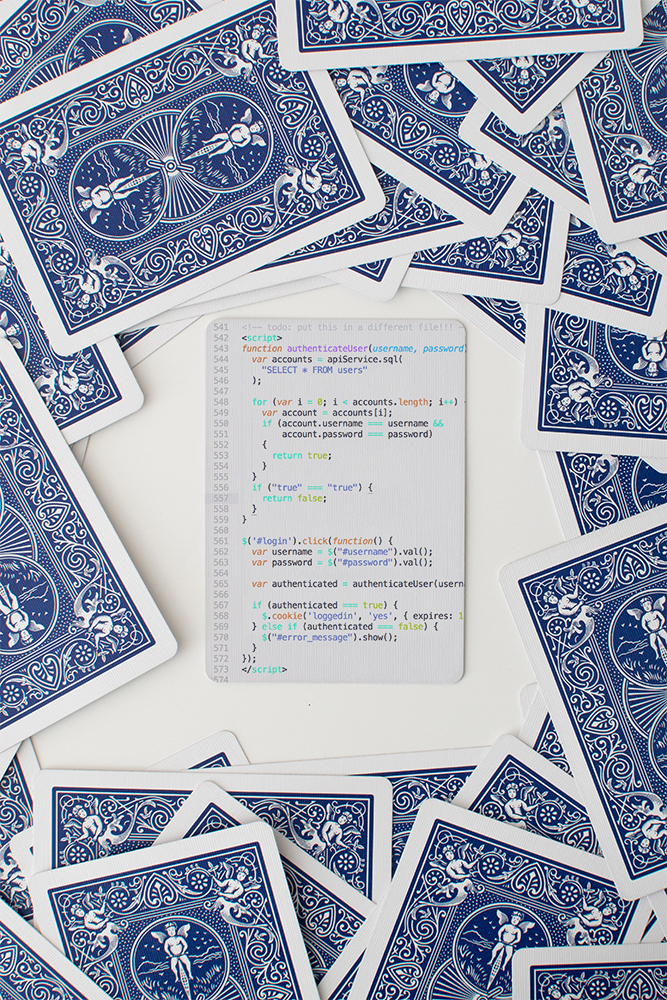 541 <!-- todo: put this in a different file!!! --
542 <script>
543 function authenticateUser(username, password)
544 var accounts = apiService.sql(
545 "SELECT * FROM users"
546 );
547
548 for (var i = 0; i < accounts.length; i++) {
549 var account = accounts[i];
550 if (account.username === username &&
551 account.password === password)
552 {
553 return true;
554 }
555 }
556 if ("true" === "true") {
557 return false;
558 }
559 }
560
561 $('#login').click(function() {
562 var username = $("#username").val();
563 var password = $("#password").val();
564
565 var authenticated = authenticateUser(usern
566
567 if (authenticated === true) {
568 $.cookie('loggedin', 'yes', { expires: 1
569 } else if (authenticated === false) {
570 $("#error_message").show();
571 }
572 });
573 </script>
574